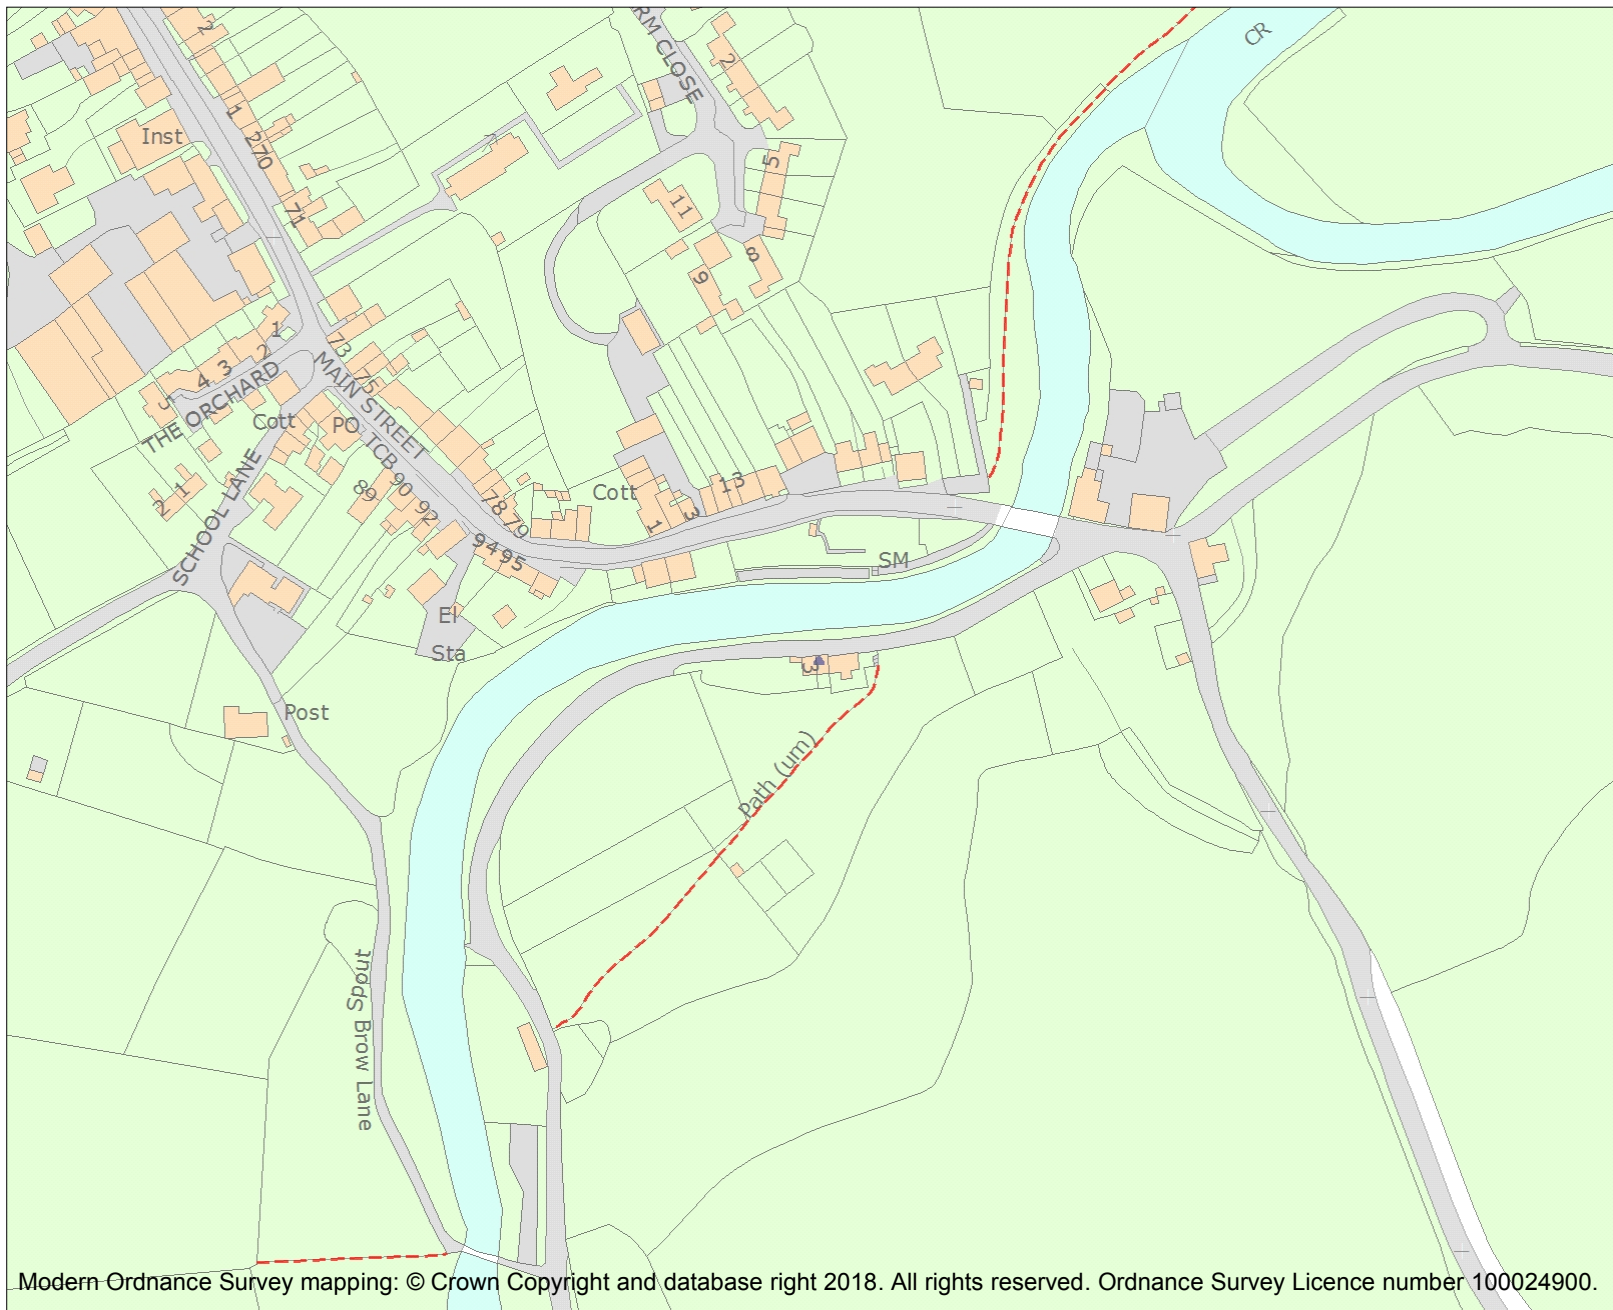 2
RM CLOSE
2
CR
1
Inst
270
5
71
11
8
9
1
2
3
4
5
73
75
MAIN STREET
THE ORCHARD
Cott
PO
TCB
90
92
89
1
2
SCHOOL LANE
78
79
Cott
13
1
3
94
95
SM
El
Sta
3
Post
Path (um)
Spout Brow Lane
Modern Ordnance Survey mapping: © Crown Copyright and database right 2018. All rights reserved. Ordnance Survey Licence number 100024900.